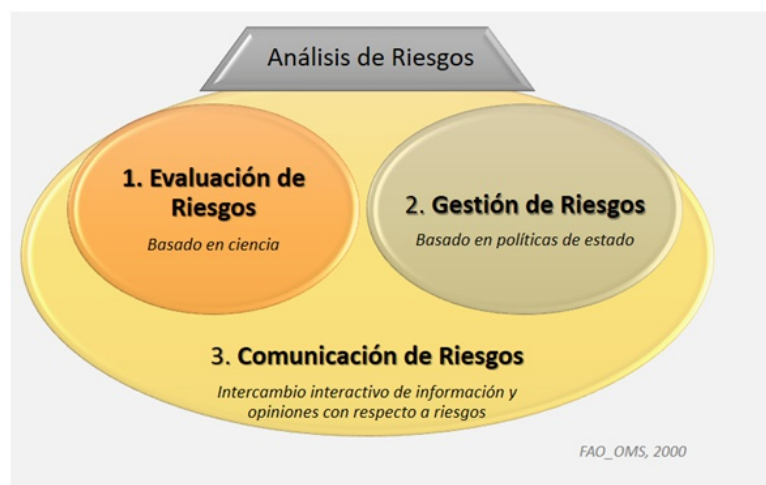 Análisis de Riesgos
1. Evaluación de
Riesgos
Basado en ciencia
2. Gestión de Riesgos
Basado en políticas de estado
3. Comunicación de Riesgos
Intercambio interactivo de información y
opiniones con respecto a riesgos
FAO_OMS, 2000